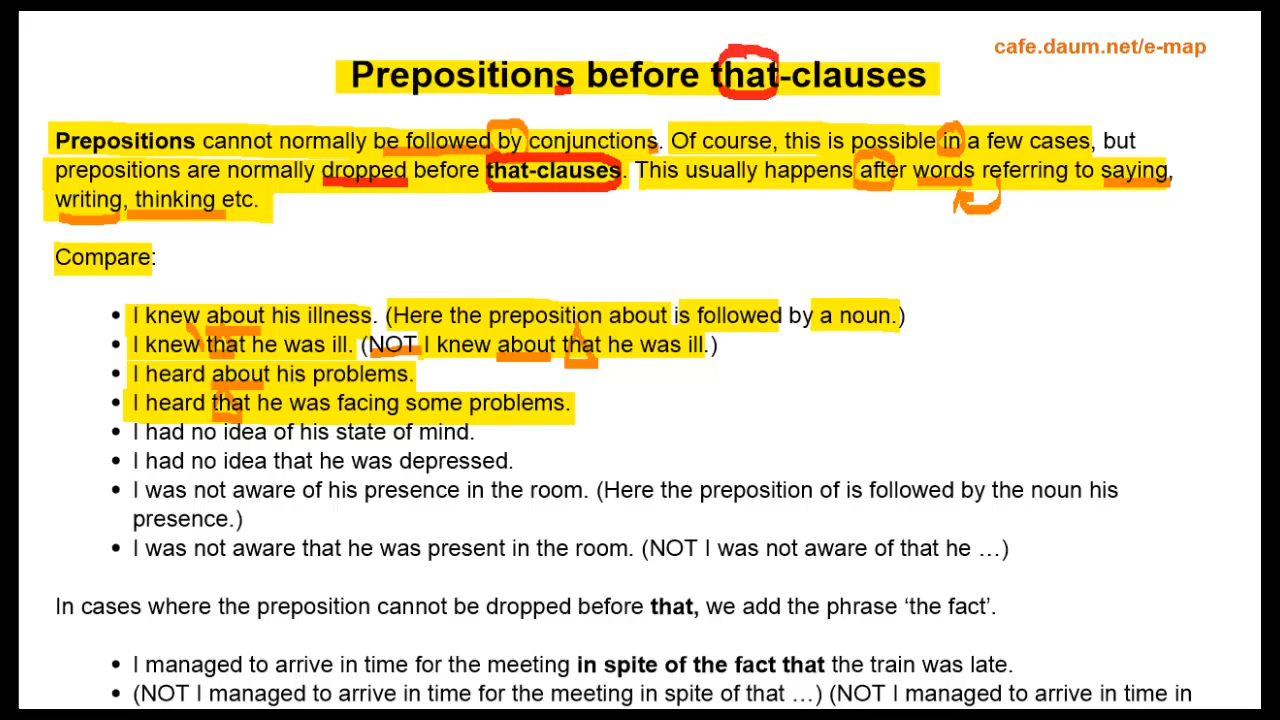 cafe.daum.net/e-map
Prepositions before that-clauses
Prepositions cannot normally be followed by conjunctions. Of course, this is possible in a few cases, but
prepositions are normally dropped before that-clauses. This usually happens after words referring to saying,
writing, thinking etc.
Compare:
• I knew about his illness. (Here the preposition about is followed by a noun.)
• I knew that he was ill. (NOT I knew about that he was ill.)
• I heard about his problems.
• I heard that he was facing some problems.
• I had no idea of his state of mind.
• I had no idea that he was depressed.
• I was not aware of his presence in the room. (Here the preposition of is followed by the noun his
presence.)
• I was not aware that he was present in the room. (NOT I was not aware of that he …)
In cases where the preposition cannot be dropped before that, we add the phrase ‘the fact’.
• I managed to arrive in time for the meeting in spite of the fact that the train was late.
• (NOT I managed to arrive in time for the meeting in spite of that …) (NOT I managed to arrive in time in